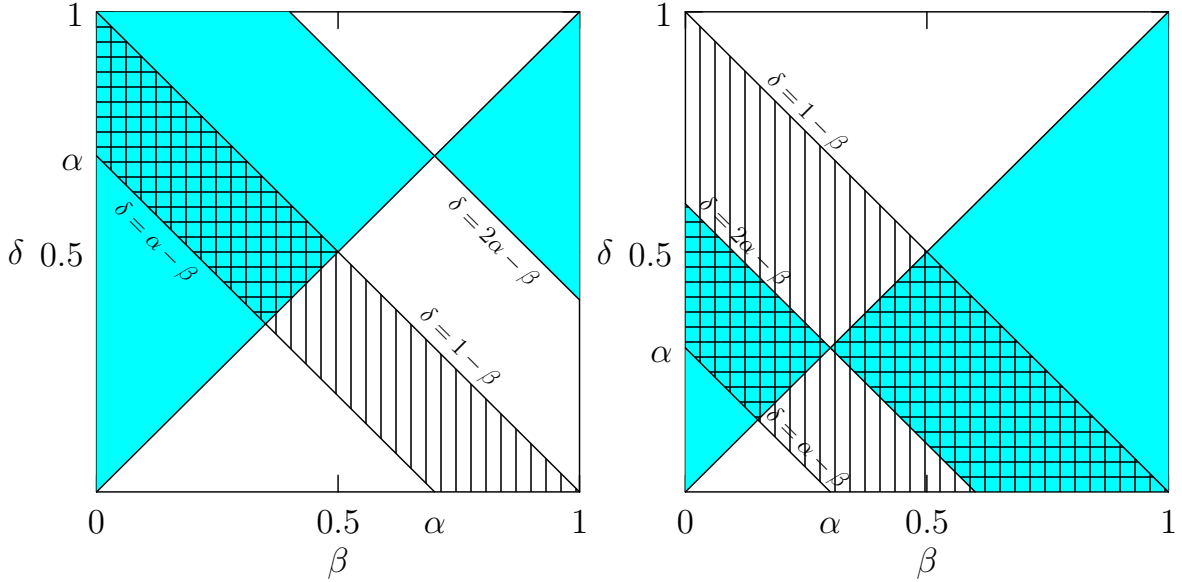 1
α
δ 0.5
0 0.5 α 1
β
δ = α − β
δ = 2α − β
δ = 1 − β
1
δ 0.5
α
0 α 0.5 1
β
δ = 1 − β
δ = 2α − β
δ = α − β